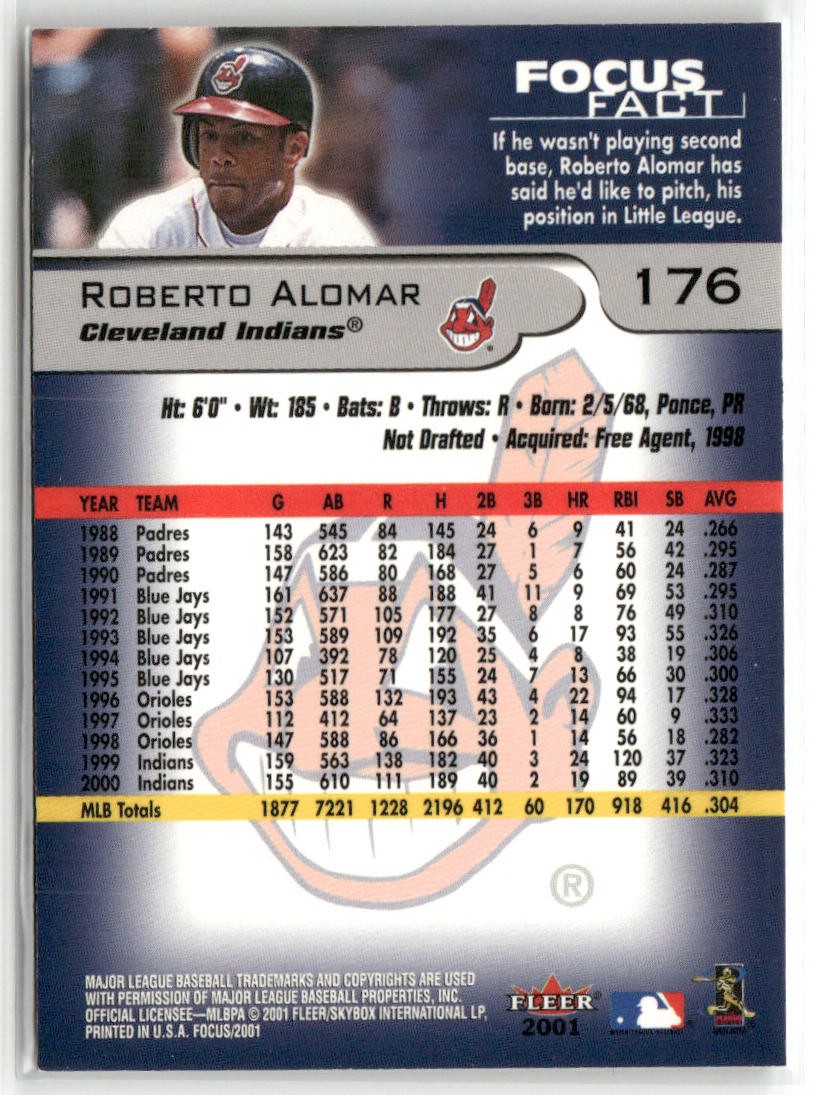 FOCUS
FACT
If he wasn't playing second
base, Roberto Alomar has
said he'd like to pitch, his
position in Little League.
ROBERTO ALOMAR
176
Cleveland Indians®
Ht: 6'0" • Wt: 185 • Bats: B • Throws: R • Born: 2/5/68, Ponce, PR
Not Drafted • Acquired: Free Agent, 1998
YEAR TEAM G AB R H 2B 3B HR RBI SB AVG
1988 Padres 143 545 84 145 24 6 9 41 24 .266
1989 Padres 158 623 82 184 27 1 7 56 42 .295
1990 Padres 147 586 80 168 27 5 6 60 24 .287
1991 Blue Jays 161 637 88 188 41 11 9 69 53 .295
1992 Blue Jays 152 571 105 177 27 8 8 76 49 .310
1993 Blue Jays 153 589 109 192 35 6 17 93 55 .326
1994 Blue Jays 107 392 78 120 25 4 8 38 19 .306
1995 Blue Jays 130 517 71 155 24 7 13 66 30 .300
1996 Orioles 153 588 132 193 43 4 22 94 17 .328
1997 Orioles 112 412 64 137 23 2 14 60 9 .333
1998 Orioles 147 588 86 166 36 1 14 56 18 .282
1999 Indians 159 563 138 182 40 3 24 120 37 .323
2000 Indians 155 610 111 189 40 2 19 89 39 .310
MLB Totals 1877 7221 1228 2196 412 60 170 918 416 .304
®
MAJOR LEAGUE BASEBALL TRADEMARKS AND COPYRIGHTS ARE USED
WITH PERMISSION OF MAJOR LEAGUE BASEBALL PROPERTIES, INC.
OFFICIAL LICENSEE—MLBPA © 2001 FLEER/SKYBOX INTERNATIONAL LP,
PRINTED IN U.S.A. FOCUS/2001
FLEER
2001